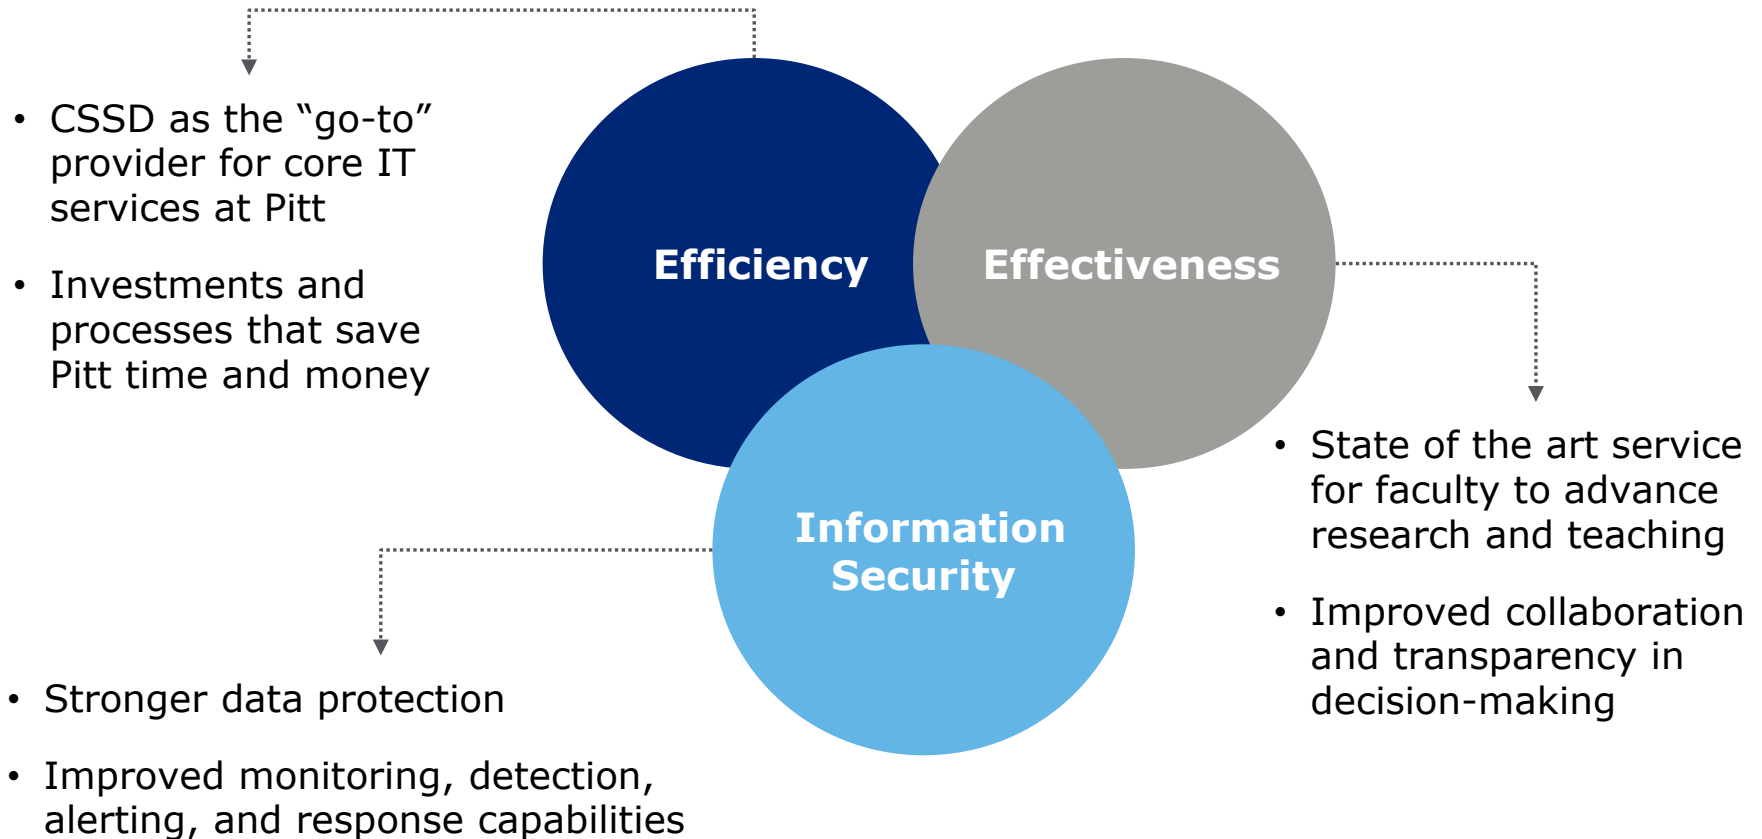 • CSSD as the “go-to”
provider for core IT
services at Pitt
• Investments and
processes that save
Pitt time and money
Efficiency
Effectiveness
Information
Security
• State of the art service
for faculty to advance
research and teaching
• Improved collaboration
and transparency in
decision-making
• Stronger data protection
• Improved monitoring, detection,
alerting, and response capabilities